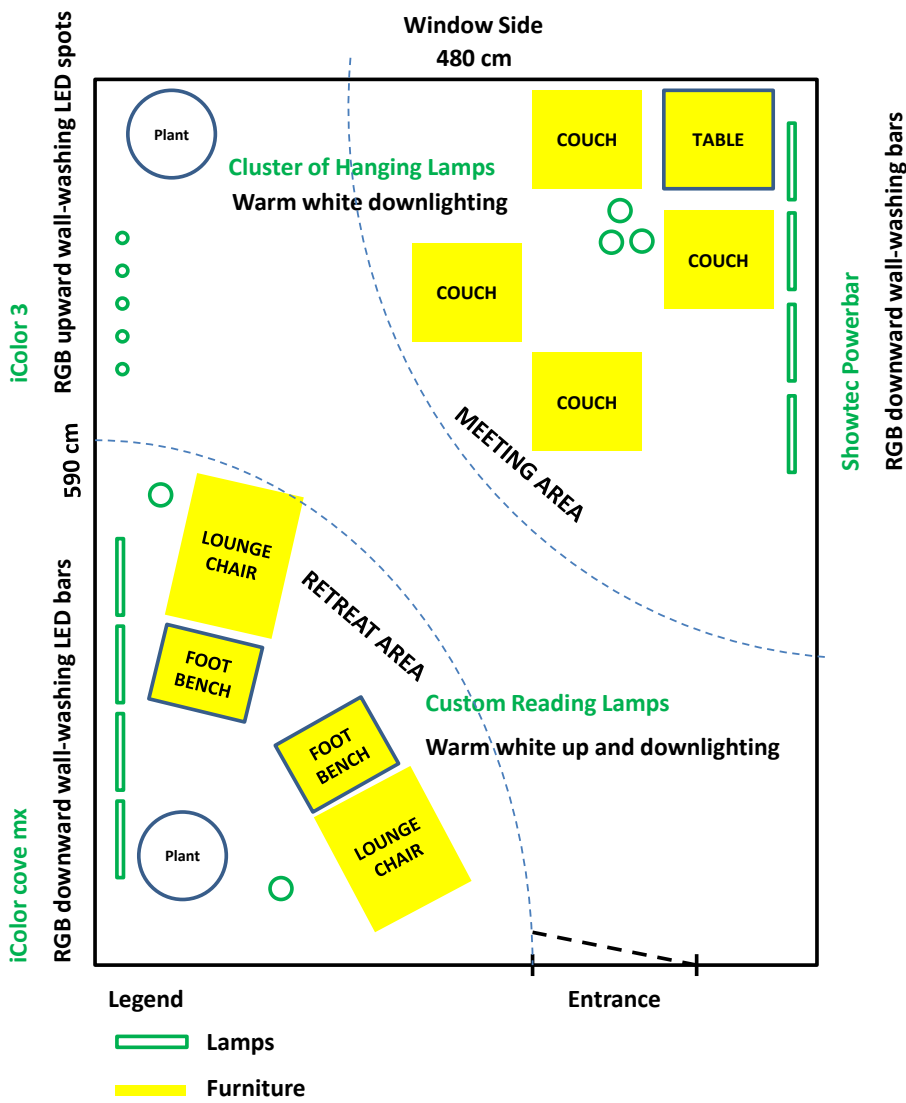 Window Side
480 cm
iColor 3
RGB upward wall-washing LED spots
Plant
Cluster of Hanging Lamps
Warm white downlighting
COUCH
TABLE
COUCH
COUCH
COUCH
Showtec Powerbar
RGB downward wall-washing bars
MEETING AREA
590 cm
iColor cove mx
RGB downward wall-washing LED bars
LOUNGE
CHAIR
FOOT
BENCH
RETREAT AREA
Custom Reading Lamps
Warm white up and downlighting
FOOT
BENCH
LOUNGE
CHAIR
Plant
Legend
Entrance
Lamps
Furniture